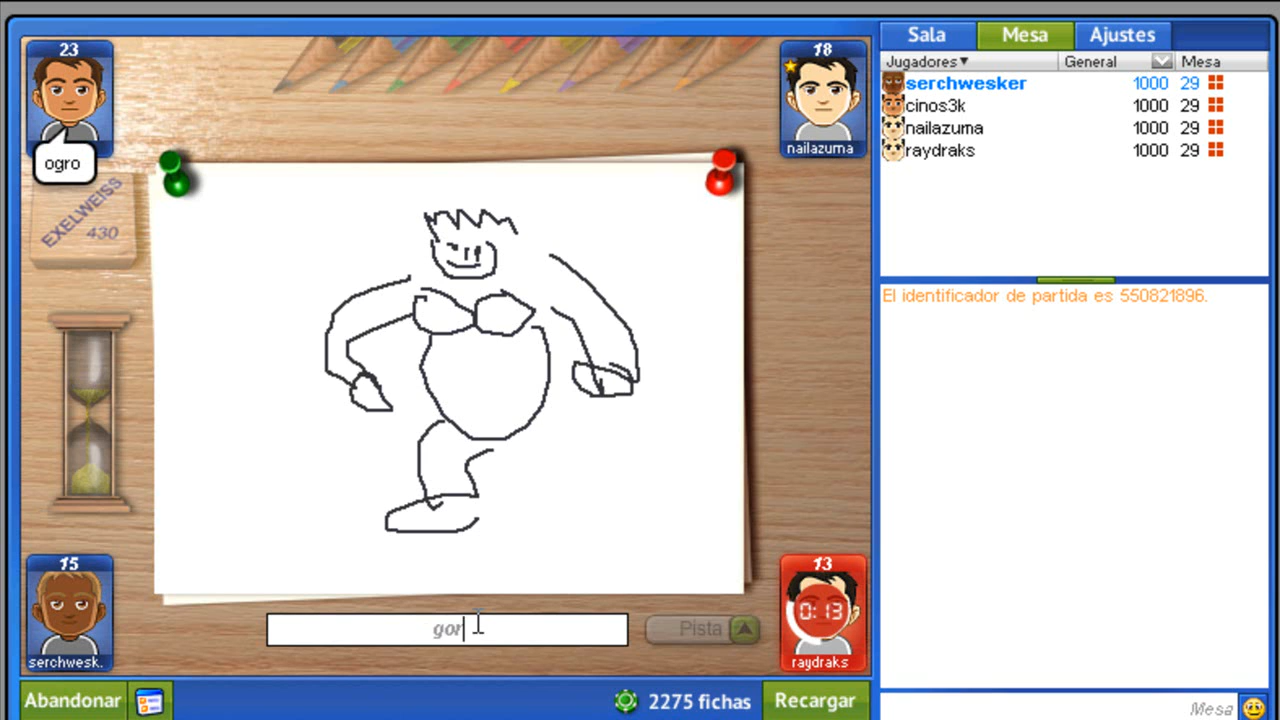 Sala Mesa Ajustes
23
18
Jugadores▼ General Mesa
serchwesker 1000 29
cinos3k 1000 29
nailazuma 1000 29
raydraks 1000 29
nailazuma
ogro
EXELWEISS
430
El identificador de partida es 550821896.
15
13
0:13
gor
Pista
serchwesk.
raydraks
Abandonar
2275 fichas
Recargar
Mesa